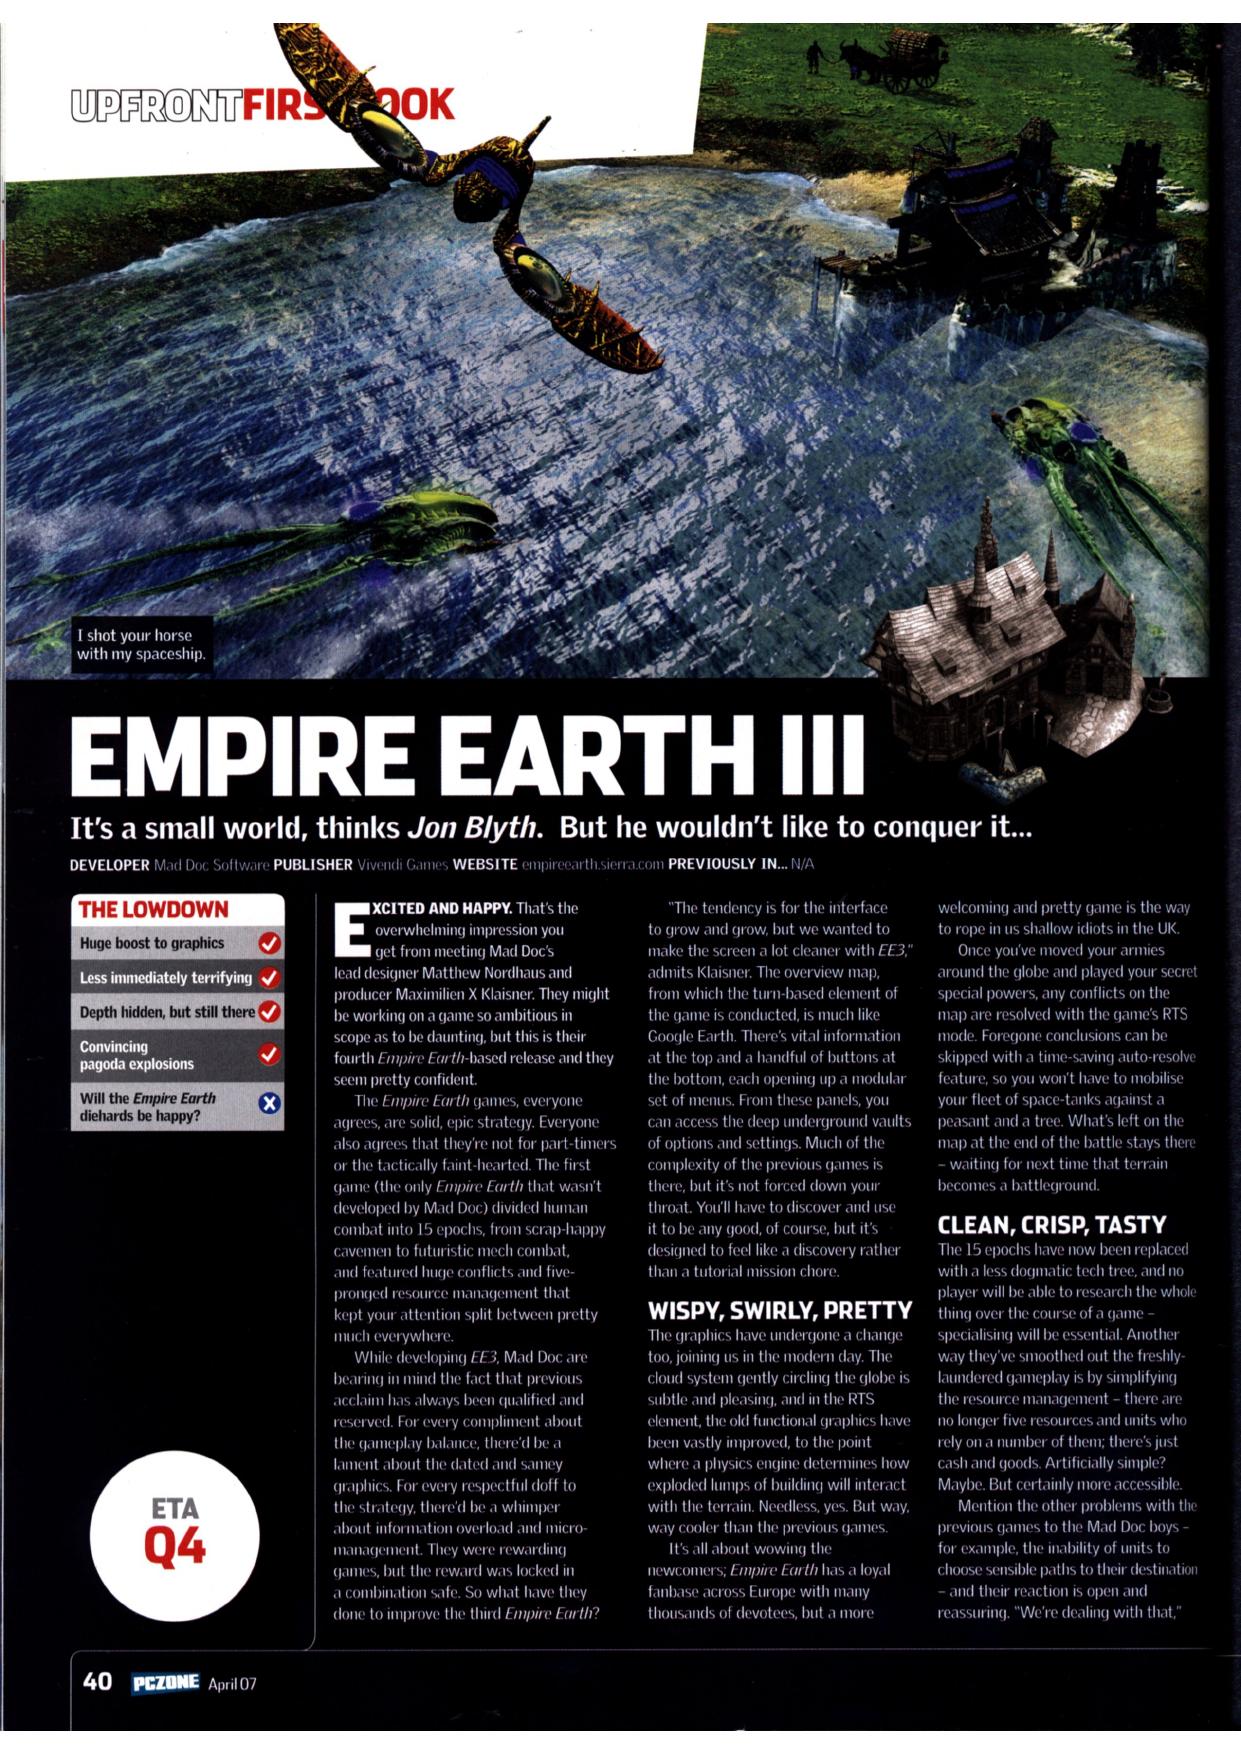 UPFRONTFIRST LOOK
I shot your horse
with my spaceship.
EMPIRE EARTH III
It's a small world, thinks Jon Blyth. But he wouldn't like to conquer it...
DEVELOPER Mad Doc Software PUBLISHER Vivendi Games WEBSITE empireearth.sierra.com PREVIOUSLY IN... N/A
THE LOWDOWN
Huge boost to graphics
Less immediately terrifying
Depth hidden, but still there
Convincing
pagoda explosions
Will the Empire Earth
diehards be happy?
ETA
Q4
EXCITED AND HAPPY. That's the
overwhelming impression you
get from meeting Mad Doc's
lead designer Matthew Nordhaus and
producer Maximilien X Klaisner. They might
be working on a game so ambitious in
scope as to be daunting, but this is their
fourth Empire Earth-based release and they
seem pretty confident.
The Empire Earth games, everyone
agrees, are solid, epic strategy. Everyone
also agrees that they're not for part-timers
or the tactically faint-hearted. The first
game (the only Empire Earth that wasn't
developed by Mad Doc) divided human
combat into 15 epochs, from scrap-happy
cavemen to futuristic mech combat,
and featured huge conflicts and five-
pronged resource management that
kept your attention split between pretty
much everywhere.
While developing EE3, Mad Doc are
bearing in mind the fact that previous
acclaim has always been qualified and
reserved. For every compliment about
the gameplay balance, there'd be a
lament about the dated and samey
graphics. For every respectful doff to
the strategy, there'd be a whimper
about information overload and micro-
management. They were rewarding
games, but the reward was locked in
a combination safe. So what have they
done to improve the third Empire Earth?
"The tendency is for the interface
to grow and grow, but we wanted to
make the screen a lot cleaner with EE3,"
admits Klaisner. The overview map,
from which the turn-based element of
the game is conducted, is much like
Google Earth. There's vital information
at the top and a handful of buttons at
the bottom, each opening up a modular
set of menus. From these panels, you
can access the deep underground vaults
of options and settings. Much of the
complexity of the previous games is
there, but it's not forced down your
throat. You'll have to discover and use
it to be any good, of course, but it's
designed to feel like a discovery rather
than a tutorial mission chore.
WISPY, SWIRLY, PRETTY
The graphics have undergone a change
too, joining us in the modern day. The
cloud system gently circling the globe is
subtle and pleasing, and in the RTS
element, the old functional graphics have
been vastly improved, to the point
where a physics engine determines how
exploded lumps of building will interact
with the terrain. Needless, yes. But way,
way cooler than the previous games.
It's all about wowing the
newcomers; Empire Earth has a loyal
fanbase across Europe with many
thousands of devotees, but a more
welcoming and pretty game is the way
to rope in us shallow idiots in the UK.
Once you've moved your armies
around the globe and played your secret
special powers, any conflicts on the
map are resolved with the game's RTS
mode. Foregone conclusions can be
skipped with a time-saving auto-resolve
feature, so you won't have to mobilise
your fleet of space-tanks against a
peasant and a tree. What's left on the
map at the end of the battle stays there
– waiting for next time that terrain
becomes a battleground.
CLEAN, CRISP, TASTY
The 15 epochs have now been replaced
with a less dogmatic tech tree, and no
player will be able to research the whole
thing over the course of a game –
specialising will be essential. Another
way they've smoothed out the freshly-
laundered gameplay is by simplifying
the resource management – there are
no longer five resources and units who
rely on a number of them; there's just
cash and goods. Artificially simple?
Maybe. But certainly more accessible.
Mention the other problems with the
previous games to the Mad Doc boys –
for example, the inability of units to
choose sensible paths to their destination
– and their reaction is open and
reassuring. "We're dealing with that,"
40 PCZONE April 07